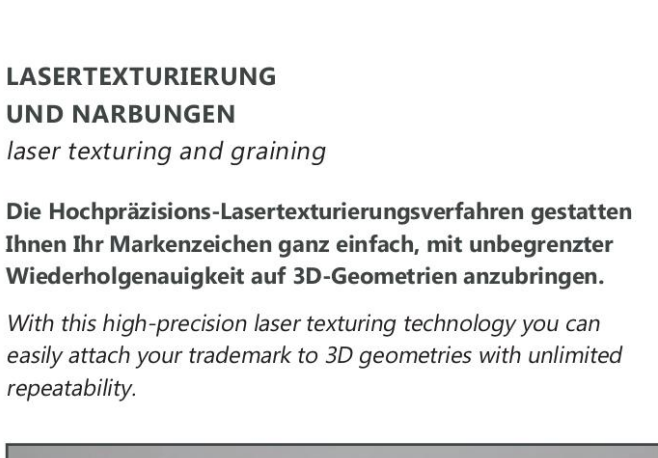 LASERTEXTURIERUNG
UND NARBUNGEN
laser texturing and graining
Die Hochpräzisions-Lasertexturierungsverfahren gestatten
Ihnen Ihr Markenzeichen ganz einfach, mit unbegrenzter
Wiederholgenauigkeit auf 3D-Geometrien anzubringen.
With this high-precision laser texturing technology you can
easily attach your trademark to 3D geometries with unlimited
repeatability.